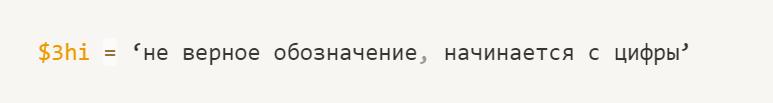 $3hi = ‘не верное обозначение, начинается с цифры’